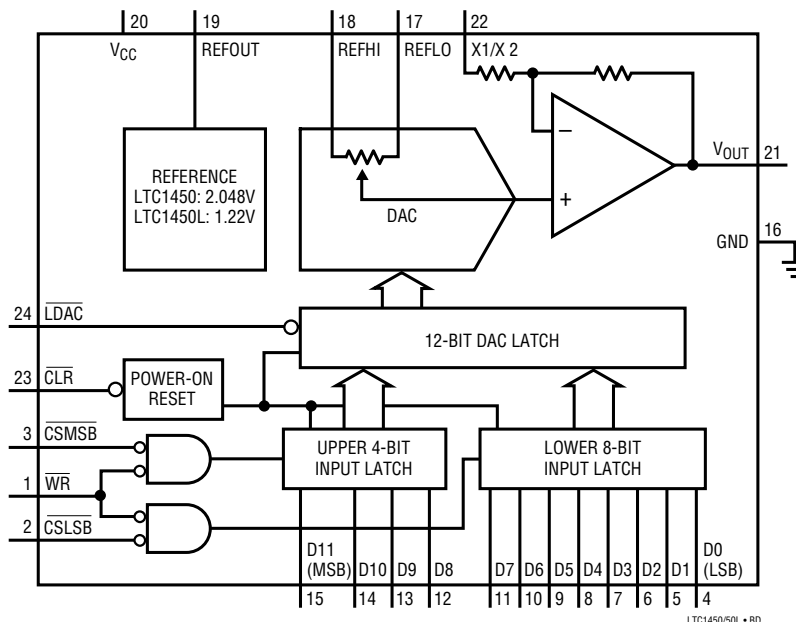 20 19 18 17 22
VCC REFOUT REFHI REFLO X1/X 2
REFERENCE
LTC1450: 2.048V
LTC1450L: 1.22V
DAC
−
+
VOUT 21
16
GND
24 LDAC
12-BIT DAC LATCH
23 CLR
POWER-ON
RESET
3 CSMSB
1 WR
2 CSLSB
UPPER 4-BIT
INPUT LATCH
LOWER 8-BIT
INPUT LATCH
D11
(MSB) D10 D9 D8 D7 D6 D5 D4 D3 D2 D1 D0
(LSB)
15 14 13 12 11 10 9 8 7 6 5 4
LTC1450/50L • BD